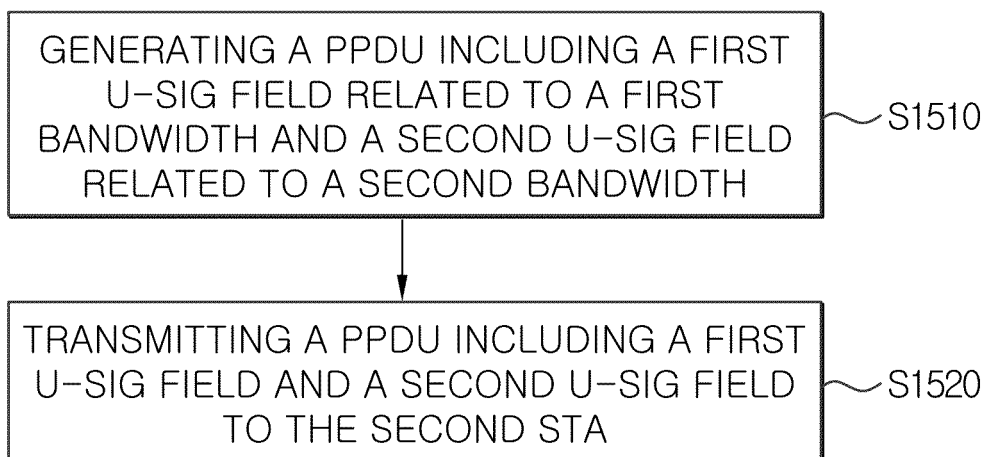 GENERATING A PPDU INCLUDING A FIRST
U-SIG FIELD RELATED TO A FIRST
BANDWIDTH AND A SECOND U-SIG FIELD
RELATED TO A SECOND BANDWIDTH
S1510
TRANSMITTING A PPDU INCLUDING A FIRST
U-SIG FIELD AND A SECOND U-SIG FIELD
TO THE SECOND STA
S1520